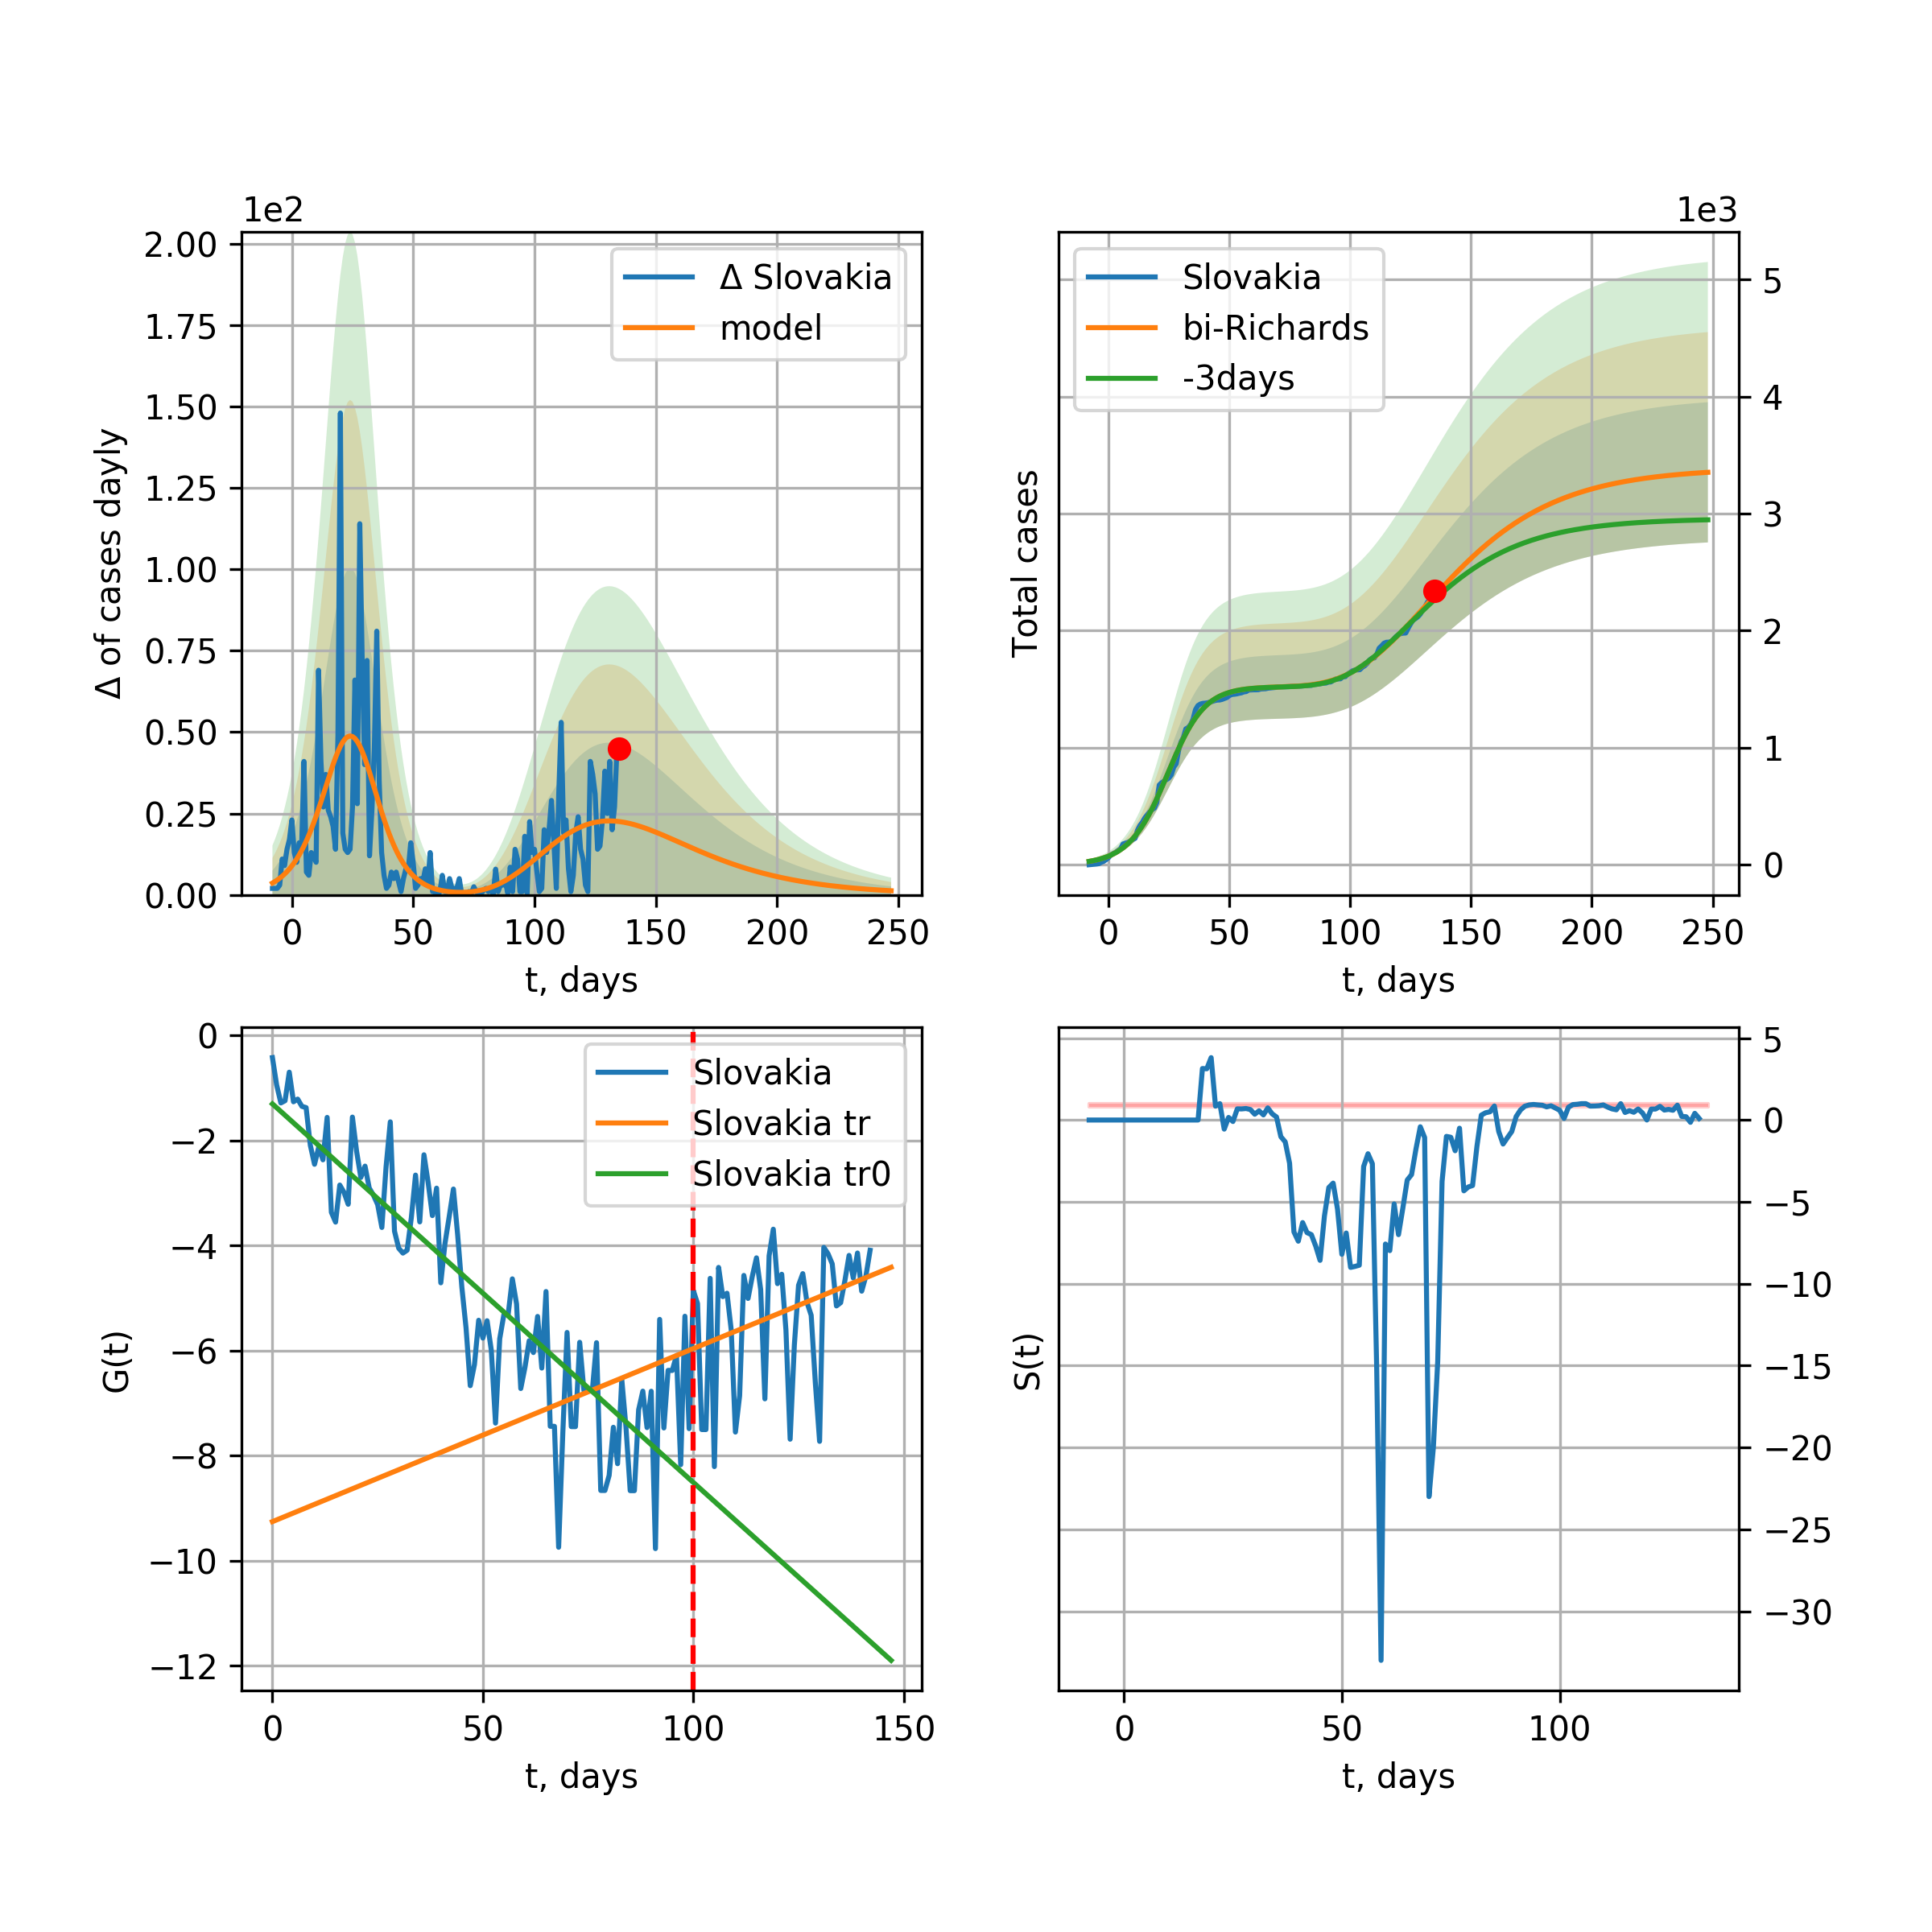 1e2
2.00
1.75
1.50
1.25
1.00
0.75
0.50
0.25
0.00
Δ of cases dayly
Δ Slovakia
model
0
50
100
150
200
250
t, days
1e3
Slovakia
bi-Richards
-3days
Total cases
5
4
3
2
1
0
0
50
100
150
200
250
t, days
0
−2
−4
−6
−8
−10
−12
G(t)
Slovakia
Slovakia tr
Slovakia tr0
0
50
100
150
t, days
S(t)
5
0
−5
−10
−15
−20
−25
−30
0
50
100
t, days